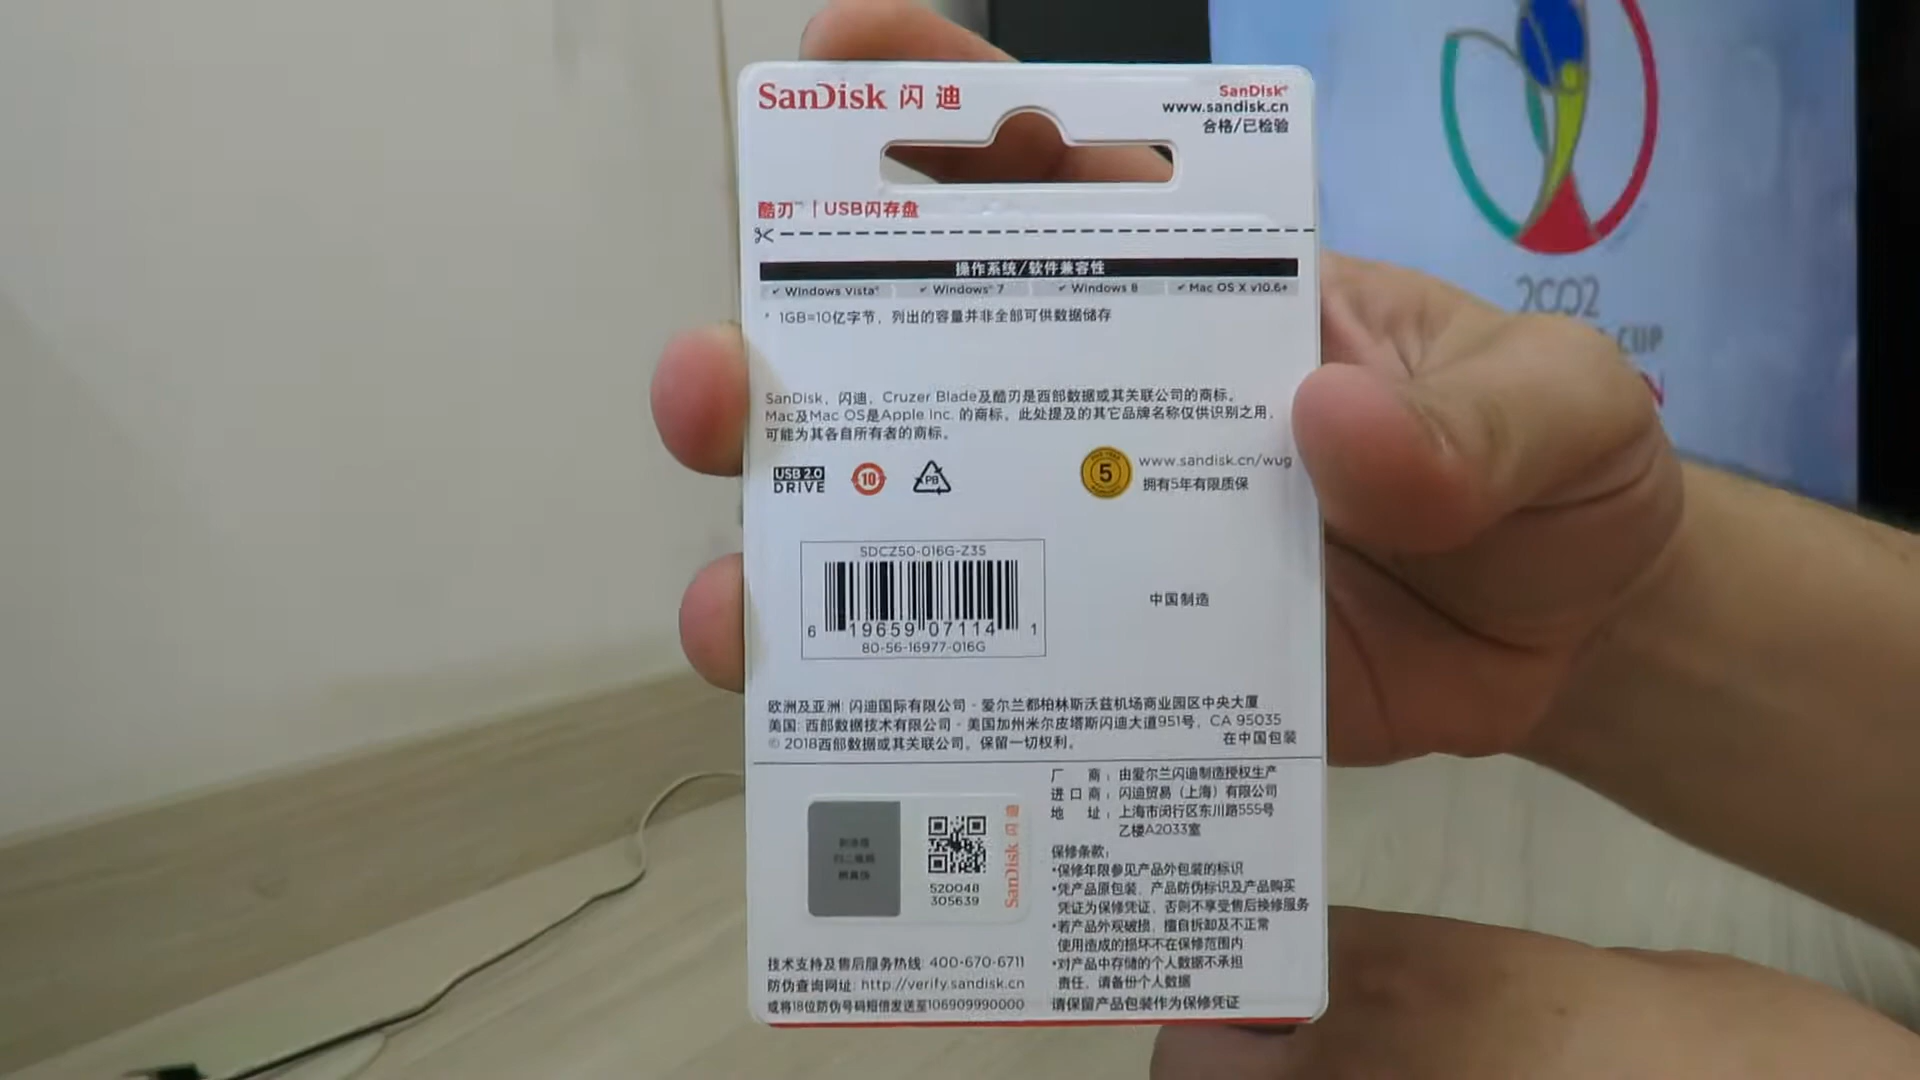 SanDisk 闪迪
SanDisk®
www.sandisk.cn
合格/已检验
酷刃™ | USB闪存盘
操作系统/软件兼容性
✓ Windows Vista® ✓ Windows® 7 ✓ Windows 8 ✓ Mac OS X v10.6+
* 1GB=10亿字节，列出的容量并非全部可供数据储存
SanDisk，闪迪，Cruzer Blade及酷刃是西部数据或其关联公司的商标。
Mac及Mac OS是Apple Inc. 的商标。此处提及的其它品牌名称仅供识别之用，
可能为其各自所有者的商标。
USB 2.0
DRIVE
10
PB
5
www.sandisk.cn/wug
拥有5年有限质保
SDCZ50-016G-Z35
6 19659 07114 1
80-56-16977-016G
中国制造
欧洲及亚洲: 闪迪国际有限公司 - 爱尔兰都柏林斯沃兹机场商业园区中央大厦
美国: 西部数据技术有限公司 - 美国加州米尔皮塔斯闪迪大道951号，CA 95035
© 2018西部数据或其关联公司。保留一切权利。
在中国包装
520048
305639
SanDisk 闪迪
技术支持及售后服务热线: 400-670-6711
防伪查询网址: http://verify.sandisk.cn
或将18位防伪号码短信发送至106909990000
厂 商：由爱尔兰闪迪制造授权生产
进口商：闪迪贸易（上海）有限公司
地 址：上海市闵行区东川路555号
乙楼A2033室
保修条款：
•保修年限参见产品外包装的标识
•凭产品原包装、产品防伪标识及产品购买
凭证为保修凭证，否则不享受售后换修服务
•若产品外观破损，擅自拆卸及不正常
使用造成的损坏不在保修范围内
•对产品中存储的个人数据不承担
责任，请备份个人数据
请保留产品包装作为保修凭证
2002
CUP
N